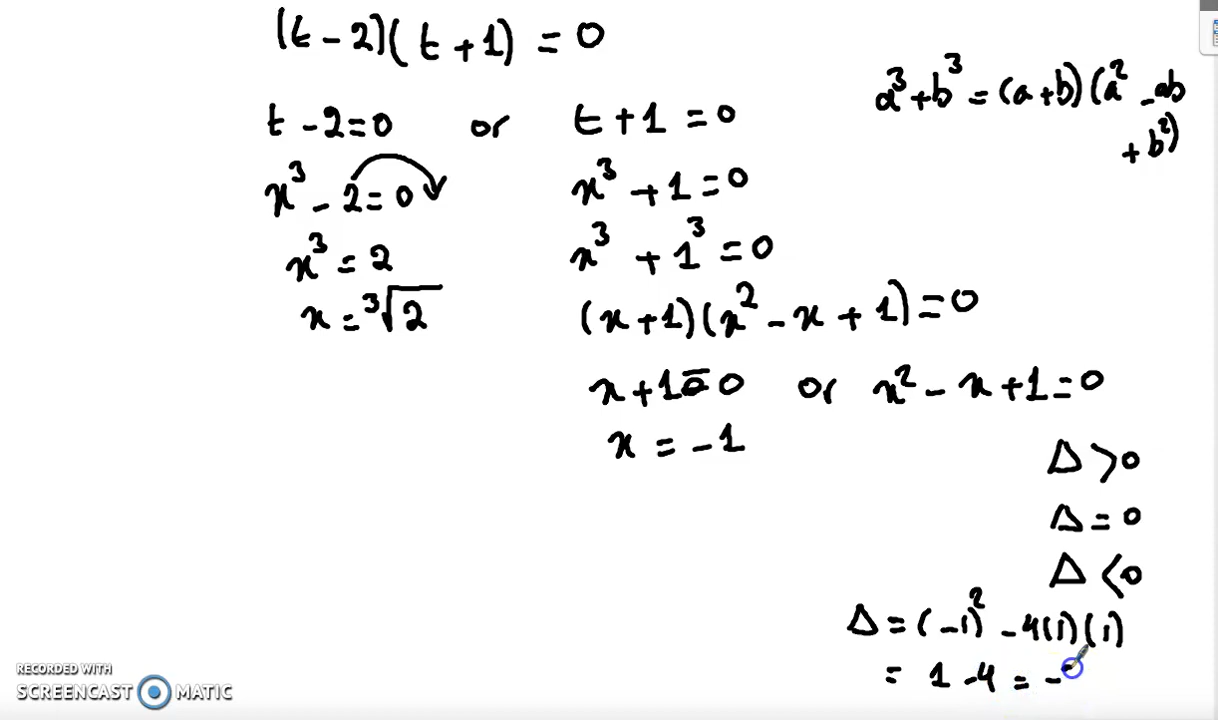 (t - 2)(t + 1) = 0
a³ + b³ = (a + b)(a² - ab
+ b²)
t - 2 = 0 or t + 1 = 0
x³ - 2 = 0 x³ + 1 = 0
x³ = 2 x³ + 1³ = 0
x = ³√2 (x + 1)(x² - x + 1) = 0
x + 1 = 0 or x² - x + 1 = 0
x = -1
Δ > 0
Δ = 0
Δ < 0
Δ = (-1)² - 4(1)(1)
= 1 - 4 = -
RECORDED WITH
SCREENCAST MATIC